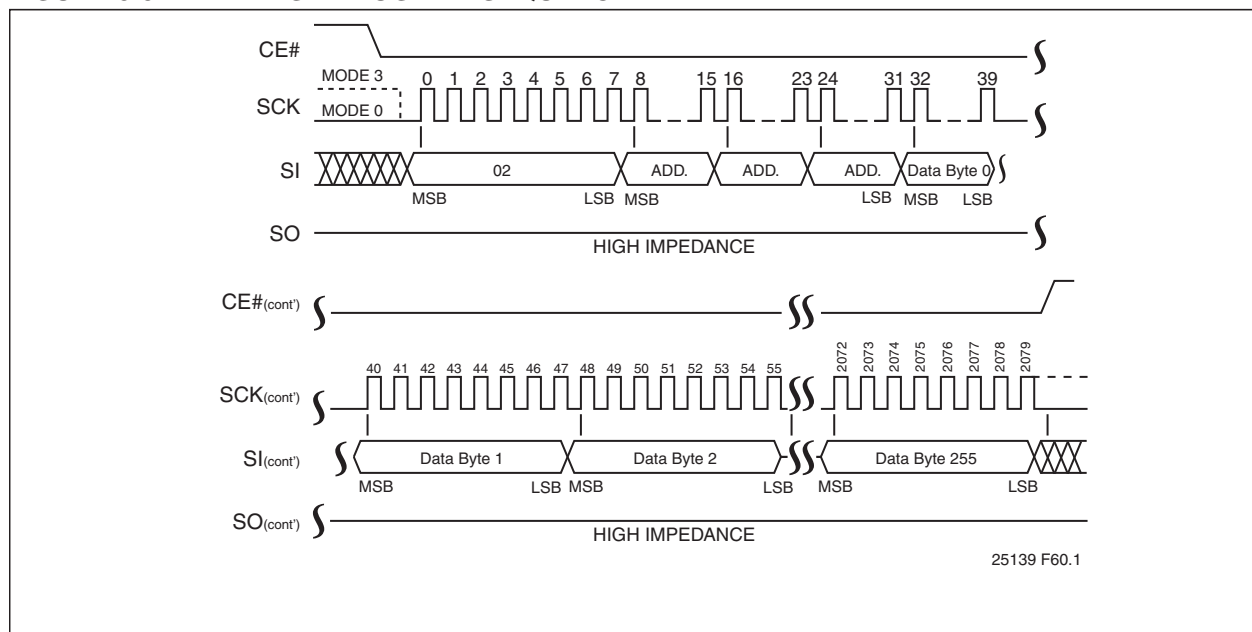 CE#
MODE 3
0 1 2 3 4 5 6 7 8 15 16 23 24 31 32 39
SCK
MODE 0
SI
02 ADD. ADD. ADD. Data Byte 0
MSB LSB MSB LSB MSB LSB
SO
HIGH IMPEDANCE
CE#(cont')
40 41 42 43 44 45 46 47 48 49 50 51 52 53 54 55 2072 2073 2074 2075 2076 2077 2078 2079
SCK(cont')
SI(cont') Data Byte 1 Data Byte 2 Data Byte 255
MSB LSB MSB LSB MSB LSB
SO(cont')
HIGH IMPEDANCE
25139 F60.1